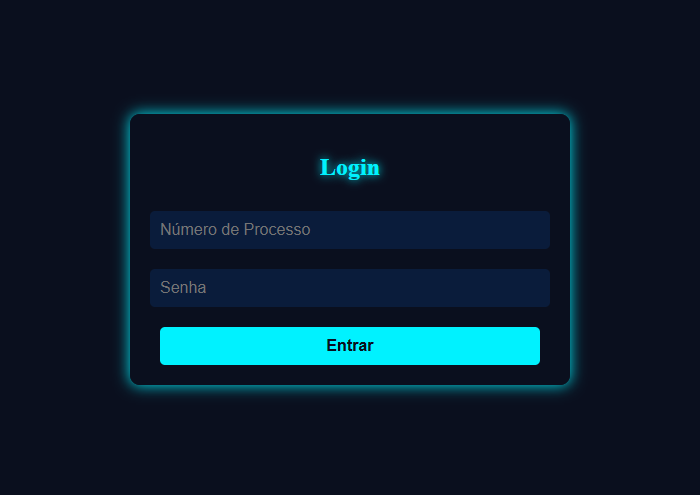 Login
Número de Processo
Senha
Entrar